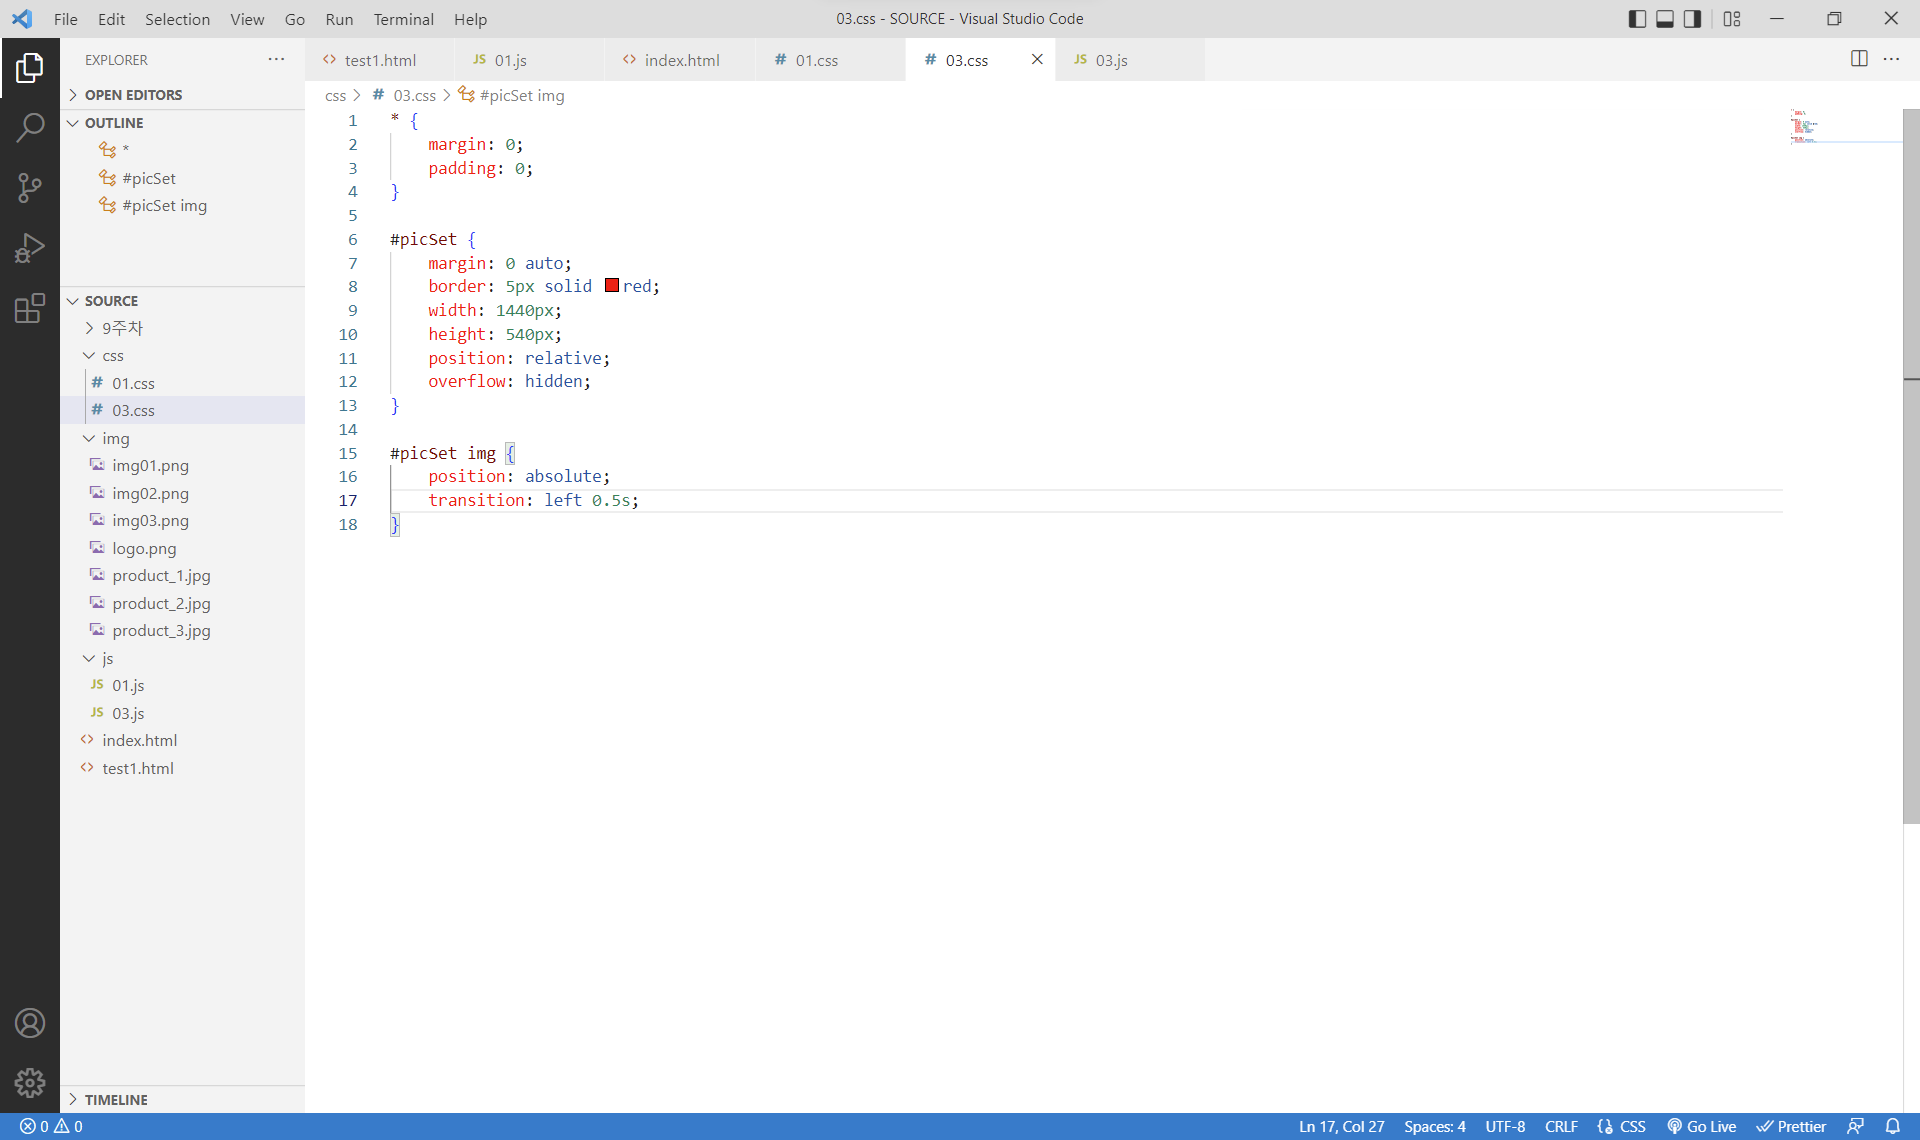 File Edit Selection View Go Run Terminal Help
03.css - SOURCE - Visual Studio Code
EXPLORER
OPEN EDITORS
OUTLINE
*
#picSet
#picSet img
SOURCE
9주차
css
# 01.css
# 03.css
img
img01.png
img02.png
img03.png
logo.png
product_1.jpg
product_2.jpg
product_3.jpg
js
JS 01.js
JS 03.js
<> index.html
<> test1.html
TIMELINE
<> test1.html JS 01.js <> index.html # 01.css # 03.css JS 03.js
css > # 03.css > #picSet img
1 * {
2 margin: 0;
3 padding: 0;
4 }
5
6 #picSet {
7 margin: 0 auto;
8 border: 5px solid red;
9 width: 1440px;
10 height: 540px;
11 position: relative;
12 overflow: hidden;
13 }
14
15 #picSet img {
16 position: absolute;
17 transition: left 0.5s;
18 }
0 0
Ln 17, Col 27 Spaces: 4 UTF-8 CRLF {} CSS Go Live Prettier